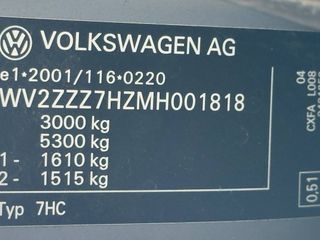 VOLKSWAGEN AG
e1*2001/116*0220
WV2ZZZ7HZMH001818
3000 kg
5300 kg
1- 1610 kg
2- 1515 kg
Typ 7HC
04
CXFA L008
0,51